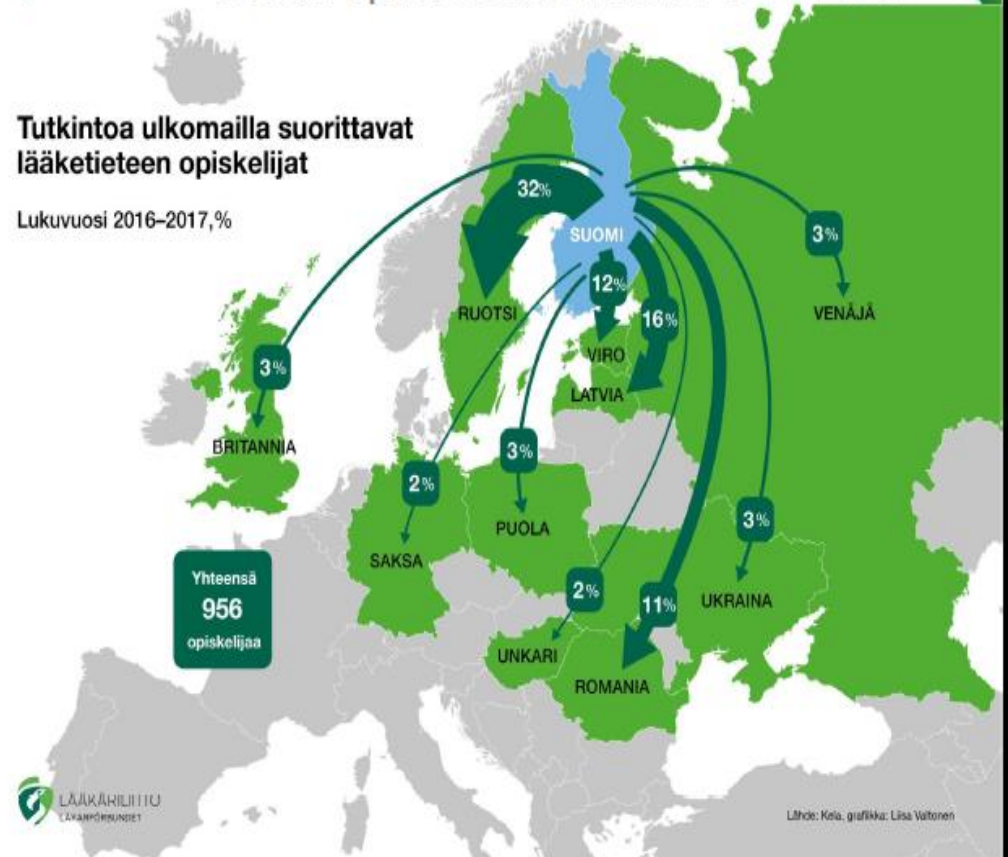 Tutkintoa ulkomailla suorittavat
lääketieteen opiskelijat
Lukuvuosi 2016–2017,%
32%
SUOMI
3%
12%
RUOTSI
VENÄJÄ
16%
VIRO
3%
LATVIA
BRITANNIA
3%
2%
3%
PUOLA
SAKSA
Yhteensä
956
opiskelijaa
2%
11%
UKRAINA
UNKARI
ROMANIA
LÄÄKÄRILIITTO
LÄKARFÖRBUNDET
Lähde: Kela, grafiikka: Liisa Valtonen